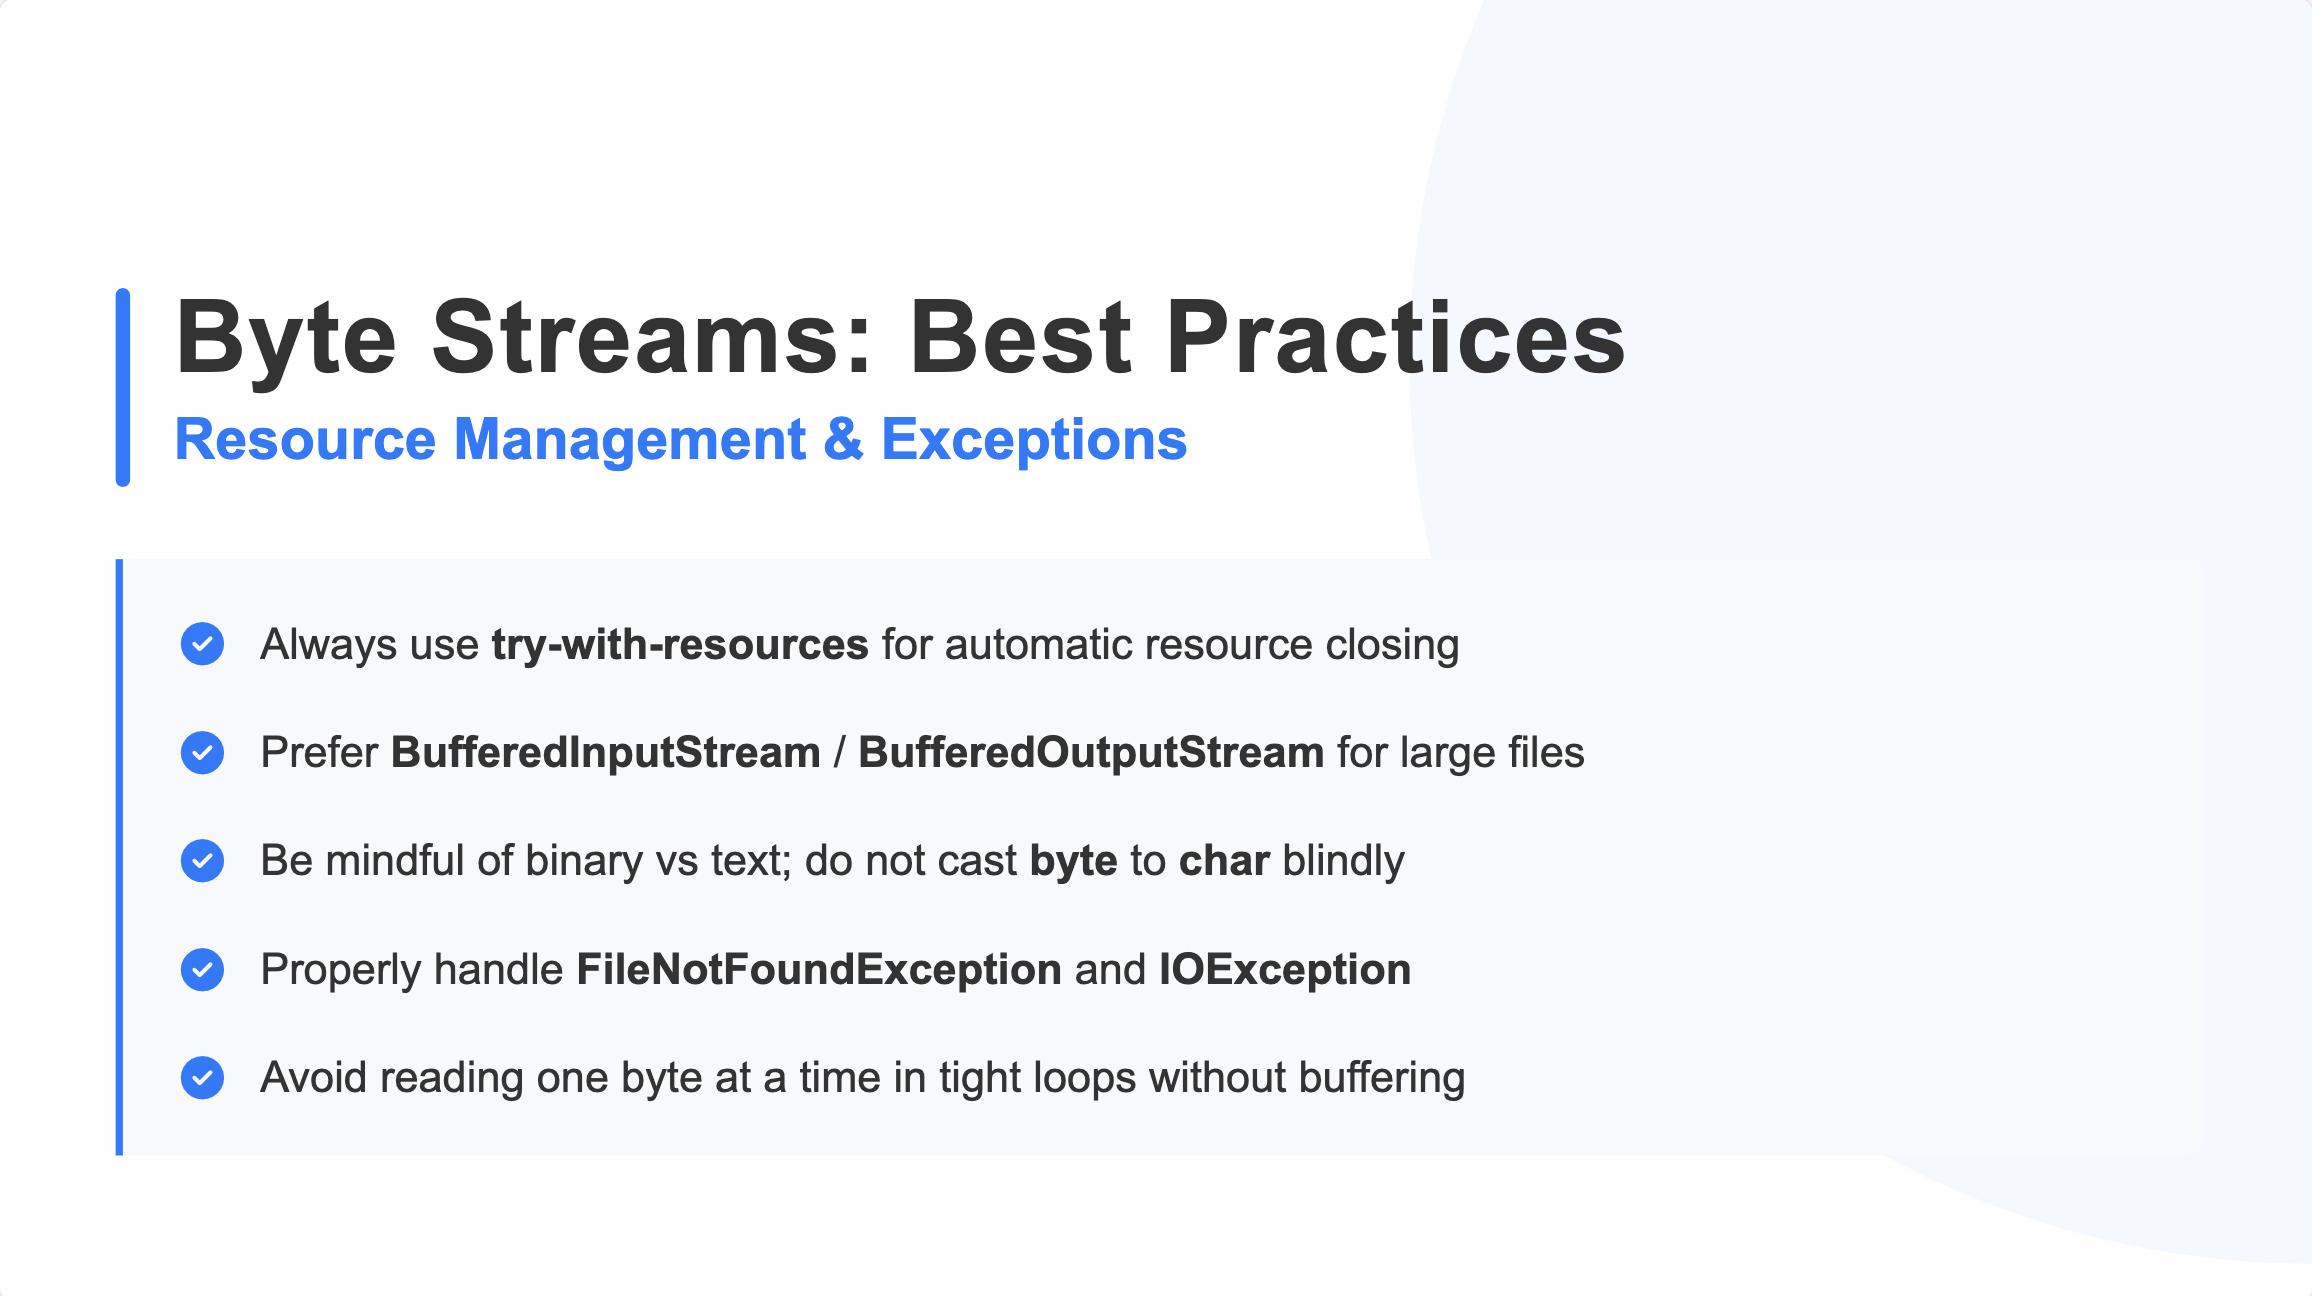 Byte Streams: Best Practices
Resource Management & Exceptions
Always use try-with-resources for automatic resource closing
Prefer BufferedInputStream / BufferedOutputStream for large files
Be mindful of binary vs text; do not cast byte to char blindly
Properly handle FileNotFoundException and IOException
Avoid reading one byte at a time in tight loops without buffering